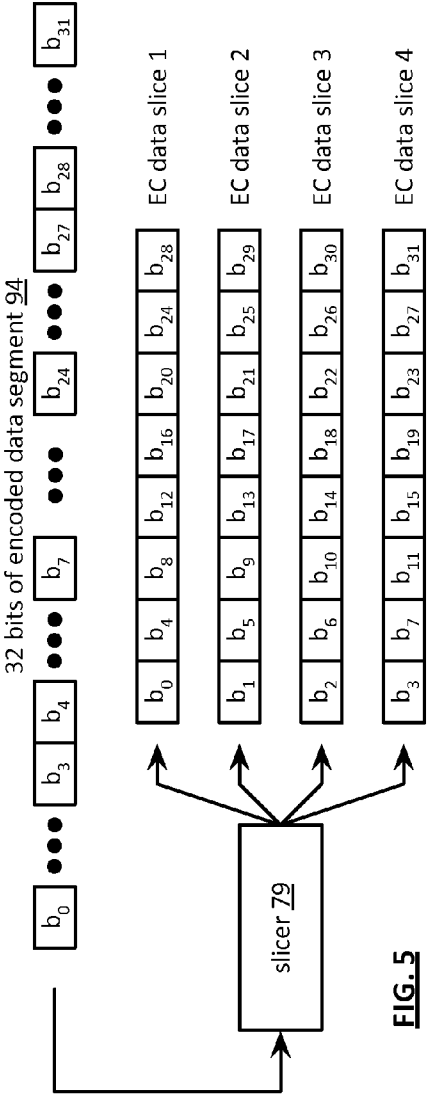 32 bits of encoded data segment 94
b0 ●●● b3 b4 ●●● b7 ●●● b24 ●●● b27 b28 ●●● b31
b0 b4 b8 b12 b16 b20 b24 b28 EC data slice 1
b1 b5 b9 b13 b17 b21 b25 b29 EC data slice 2
b2 b6 b10 b14 b18 b22 b26 b30 EC data slice 3
b3 b7 b11 b15 b19 b23 b27 b31 EC data slice 4
slicer 79
FIG. 5